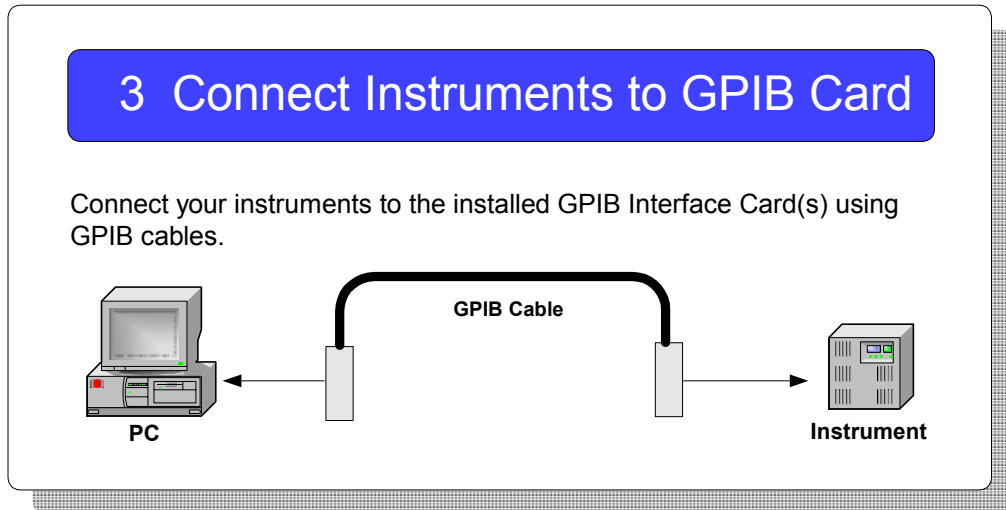 3 Connect Instruments to GPIB Card
Connect your instruments to the installed GPIB Interface Card(s) using
GPIB cables.
GPIB Cable
PC
Instrument